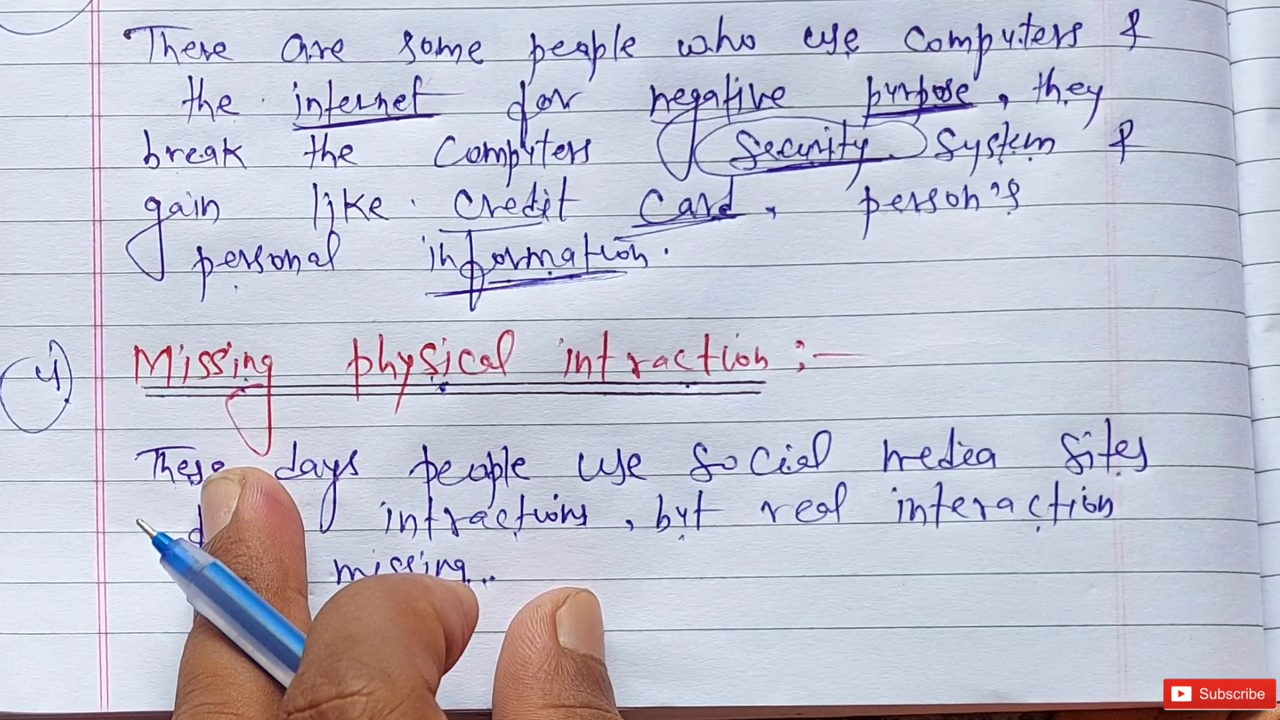 There are some people who use computers &
the internet for negative purpose, they
break the computers security system &
gain like credit card, person's
personal information.
4) Missing physical intraction :-
These days people use social media sites
intractions, but real interaction
missing..
Subscribe